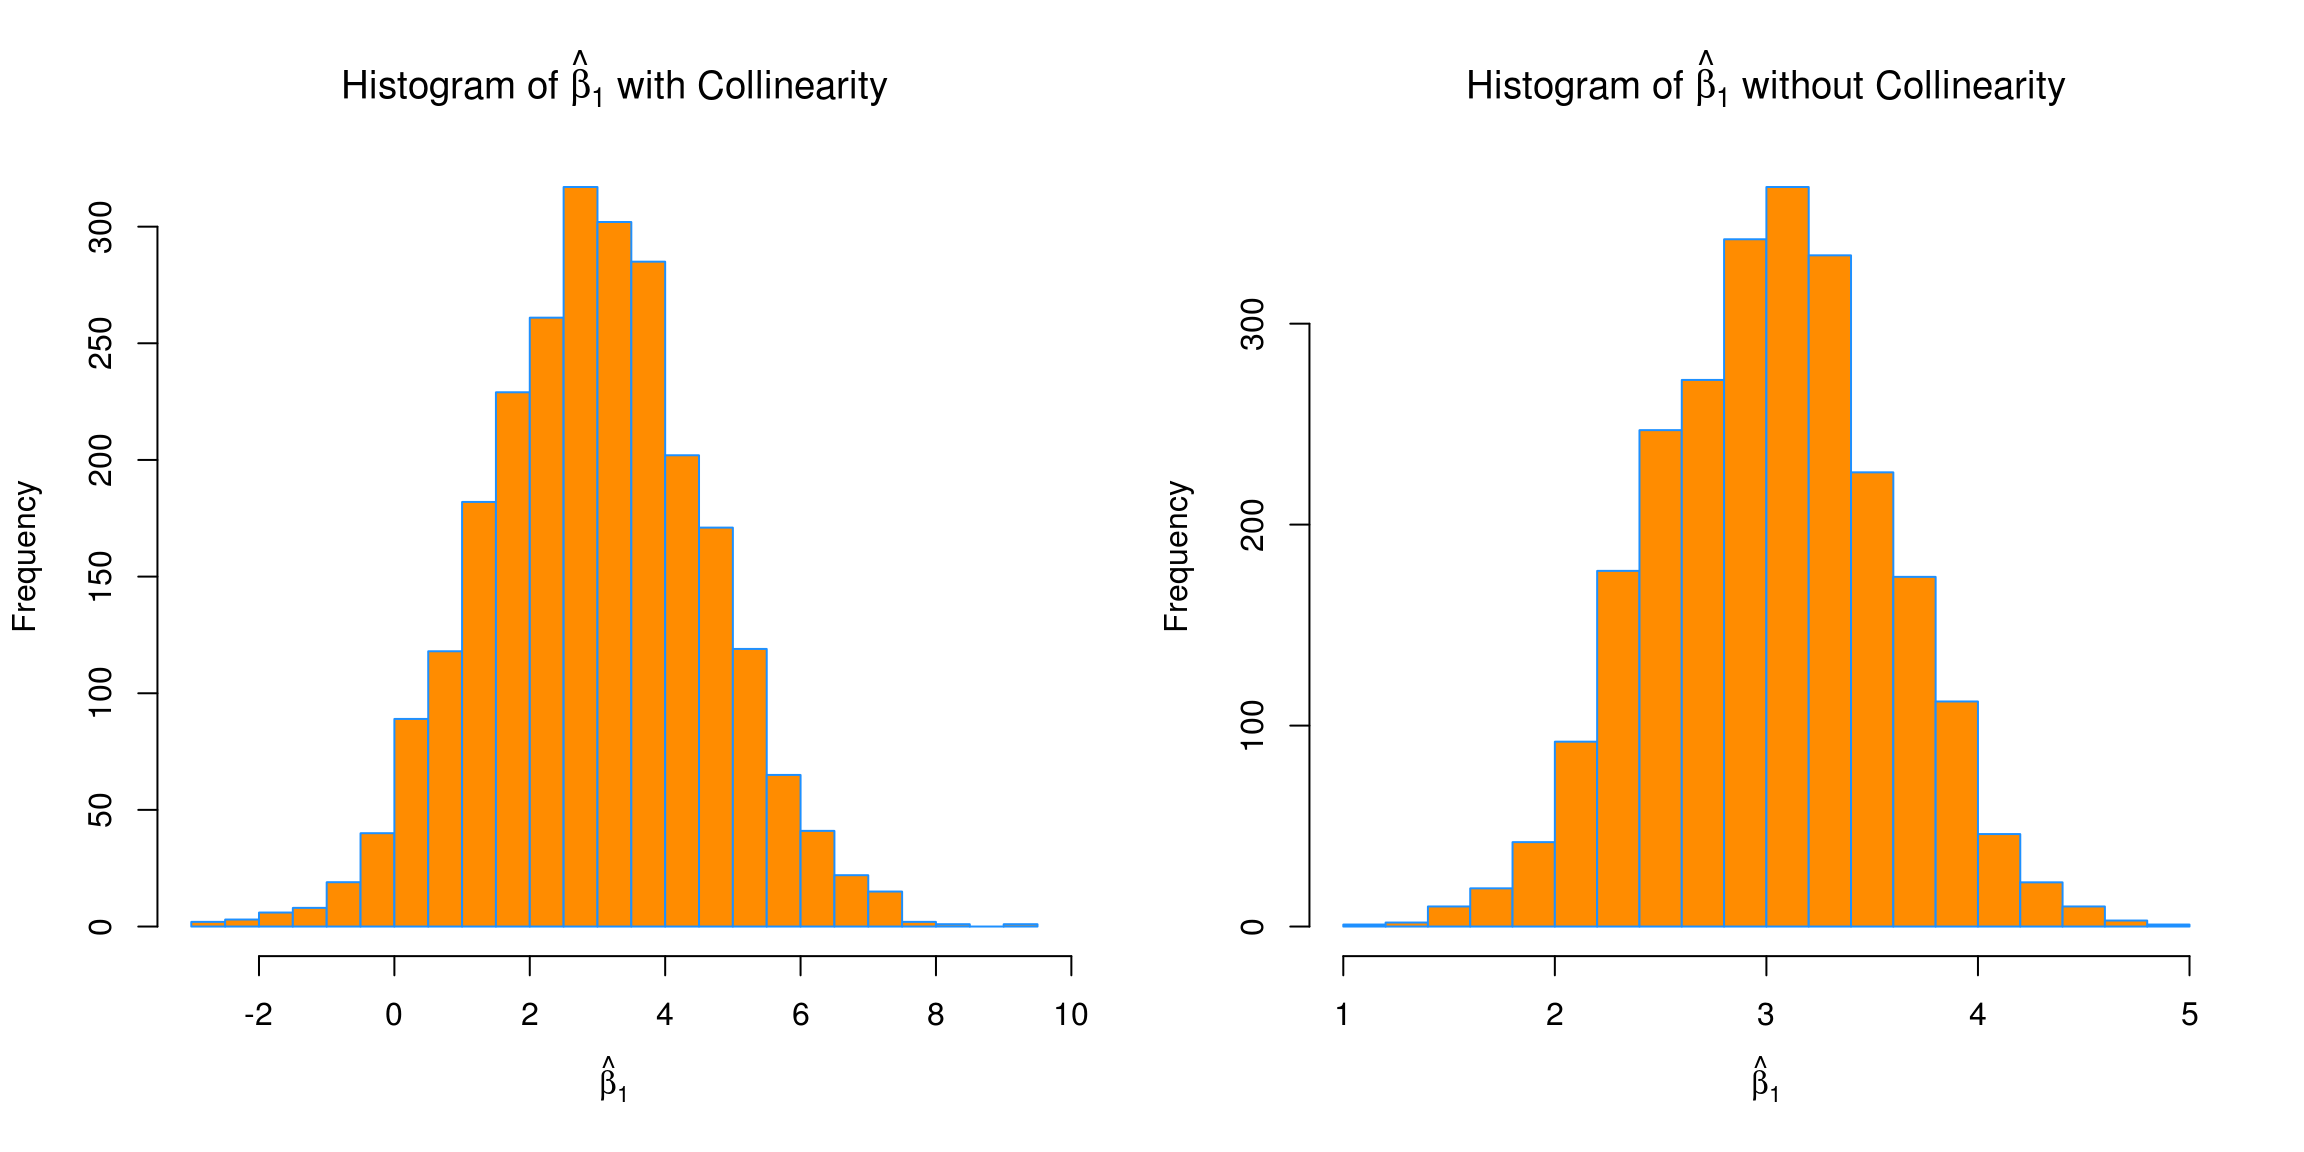 Histogram of β̂₁ with Collinearity
Frequency
300
250
200
150
100
50
0
-2 0 2 4 6 8 10
β̂₁
Histogram of β̂₁ without Collinearity
Frequency
300
200
100
0
1 2 3 4 5
β̂₁